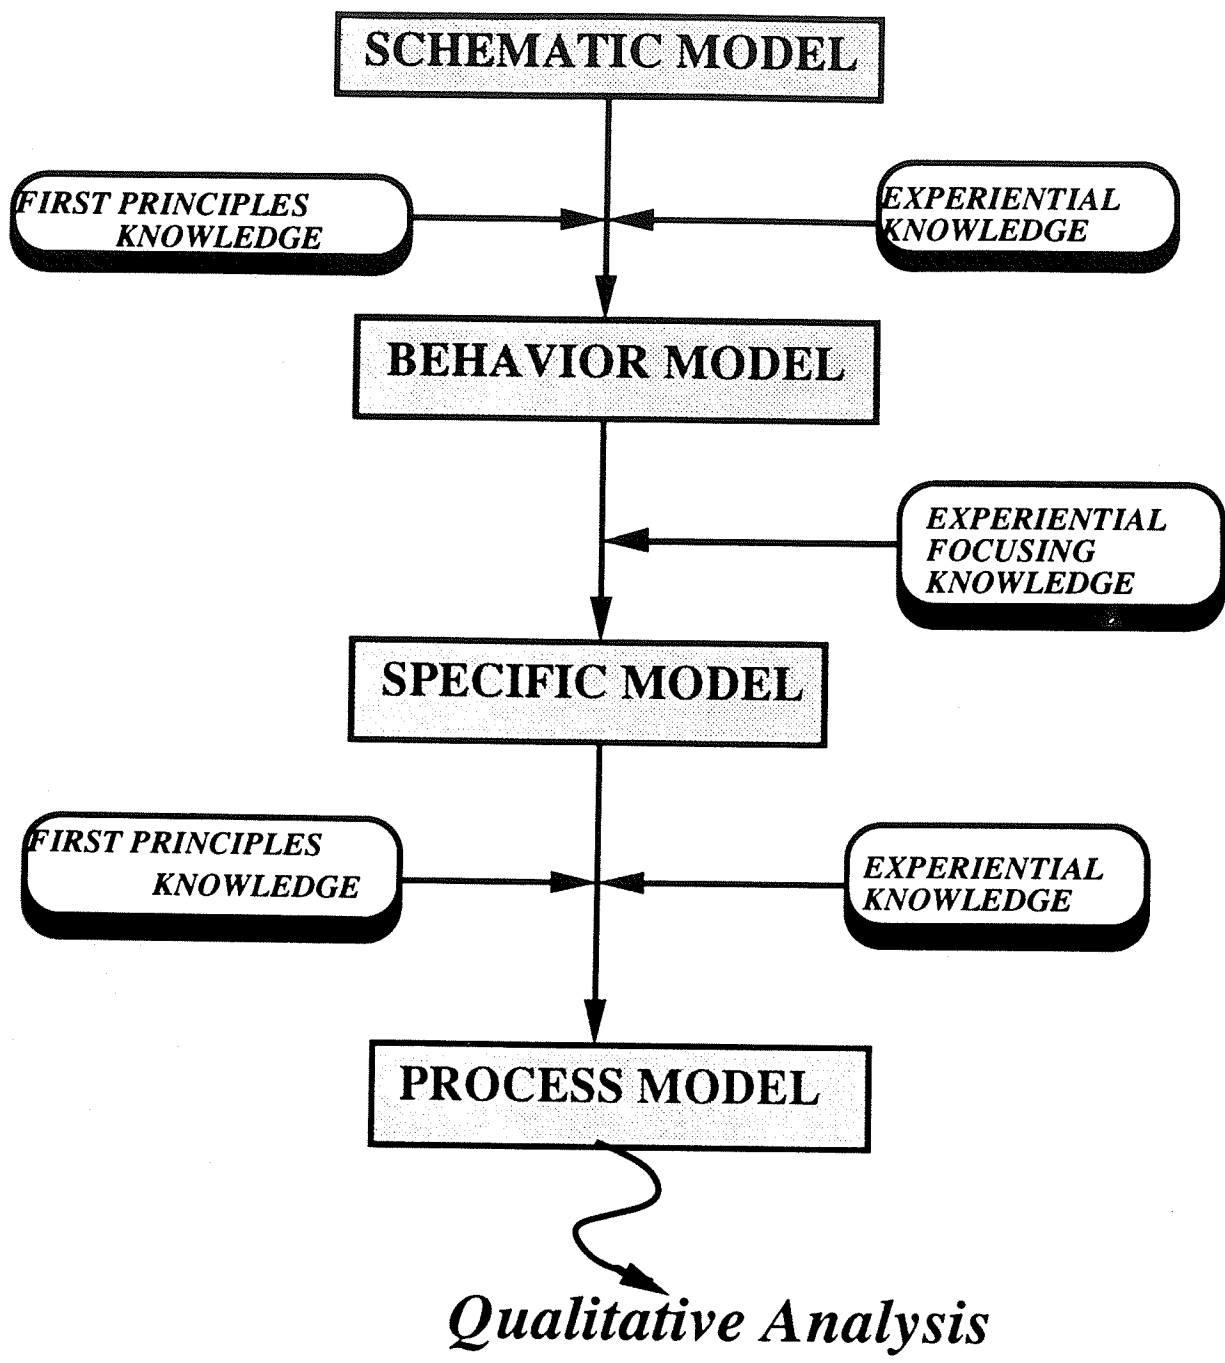 SCHEMATIC MODEL
FIRST PRINCIPLES
KNOWLEDGE
EXPERIENTIAL
KNOWLEDGE
BEHAVIOR MODEL
EXPERIENTIAL
FOCUSING
KNOWLEDGE
SPECIFIC MODEL
FIRST PRINCIPLES
KNOWLEDGE
EXPERIENTIAL
KNOWLEDGE
PROCESS MODEL
Qualitative Analysis